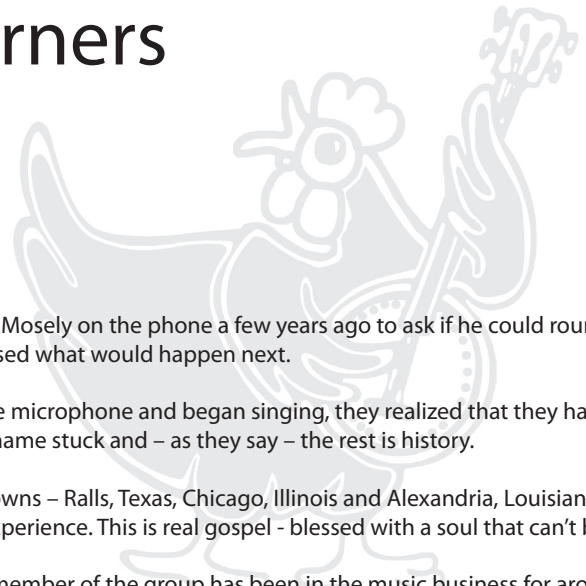 rners
Mosely on the phone a few years ago to ask if he could rou
sed what would happen next.
e microphone and began singing, they realized that they ha
name stuck and – as they say – the rest is history.
wns – Ralls, Texas, Chicago, Illinois and Alexandria, Louisian
xperience. This is real gospel - blessed with a soul that can’t b
member of the group has been in the music business for aro